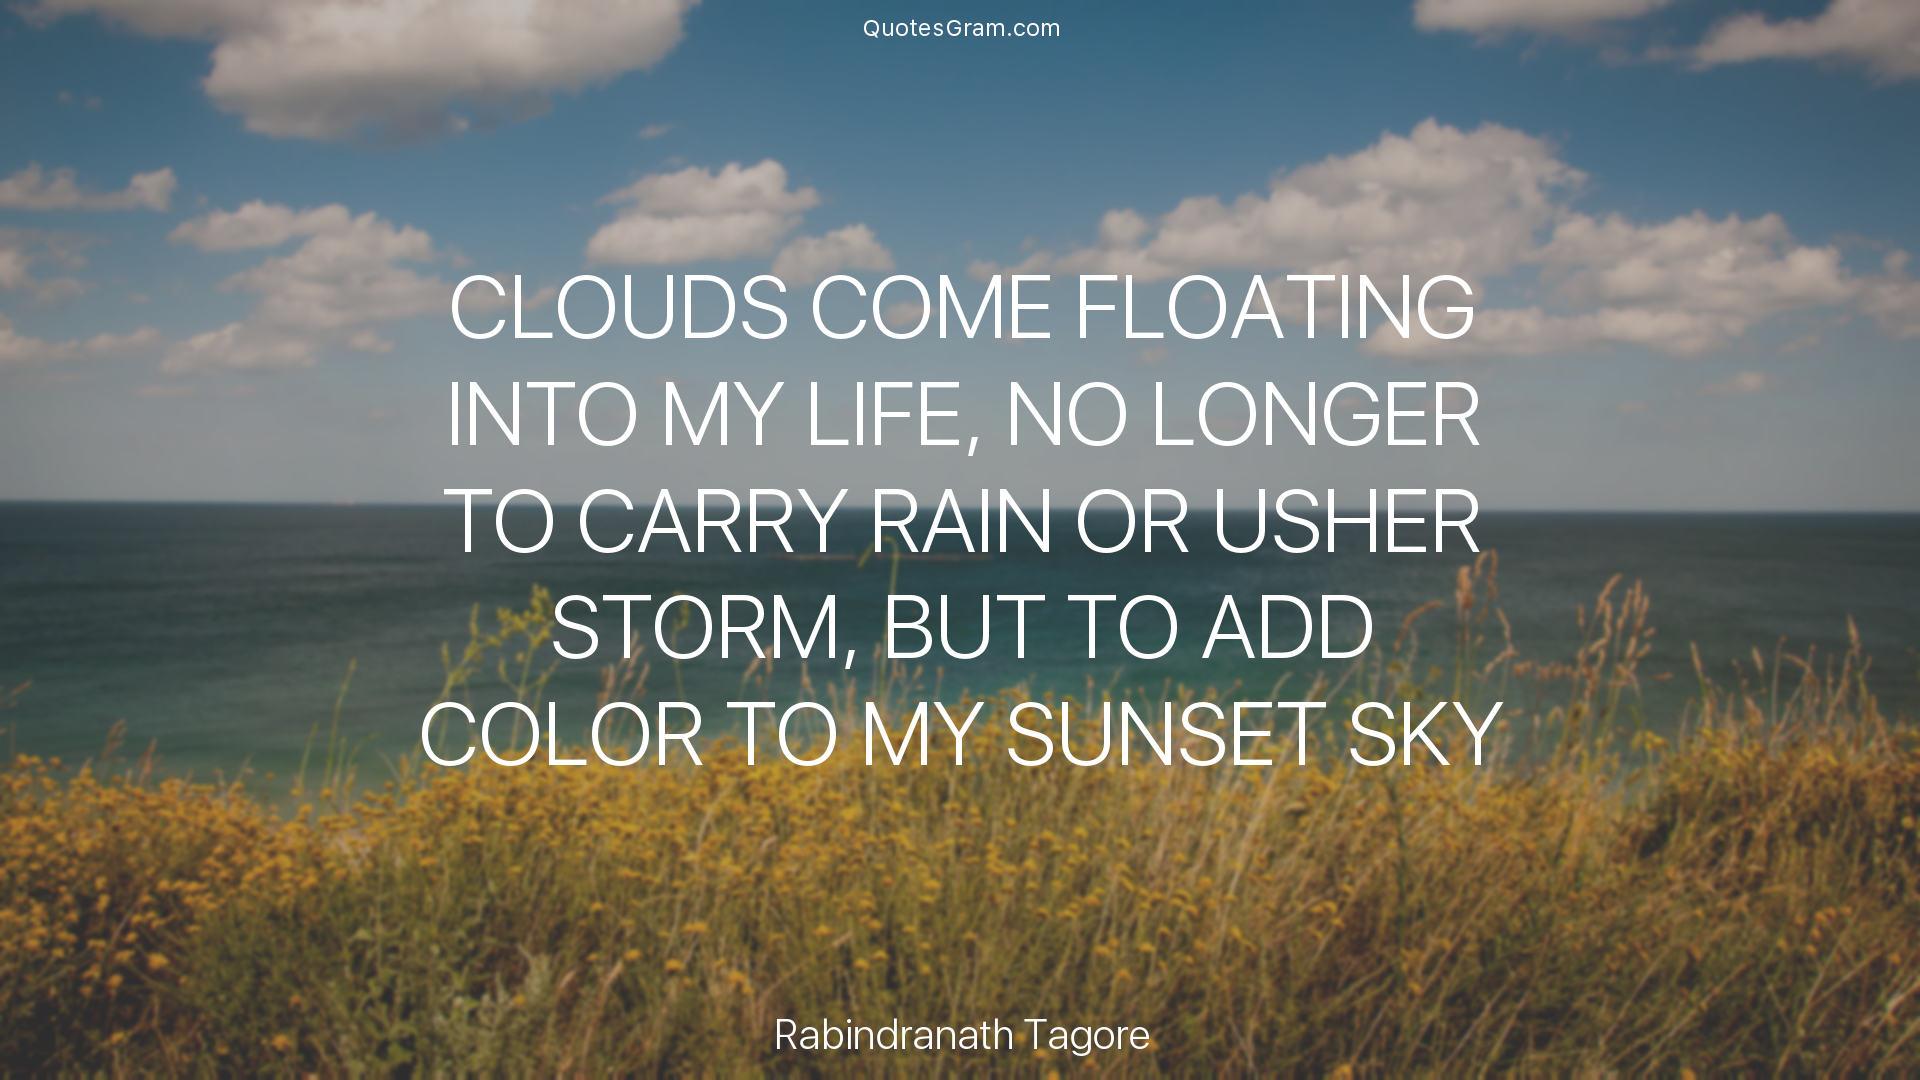 QuotesGram.com
CLOUDS COME FLOATING
INTO MY LIFE, NO LONGER
TO CARRY RAIN OR USHER
STORM, BUT TO ADD
COLOR TO MY SUNSET SKY
Rabindranath Tagore